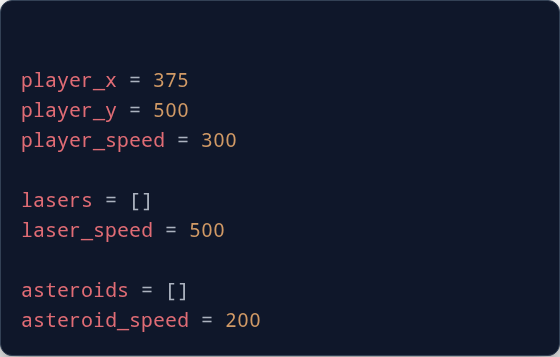 player_x = 375
player_y = 500
player_speed = 300
lasers = []
laser_speed = 500
asteroids = []
asteroid_speed = 200